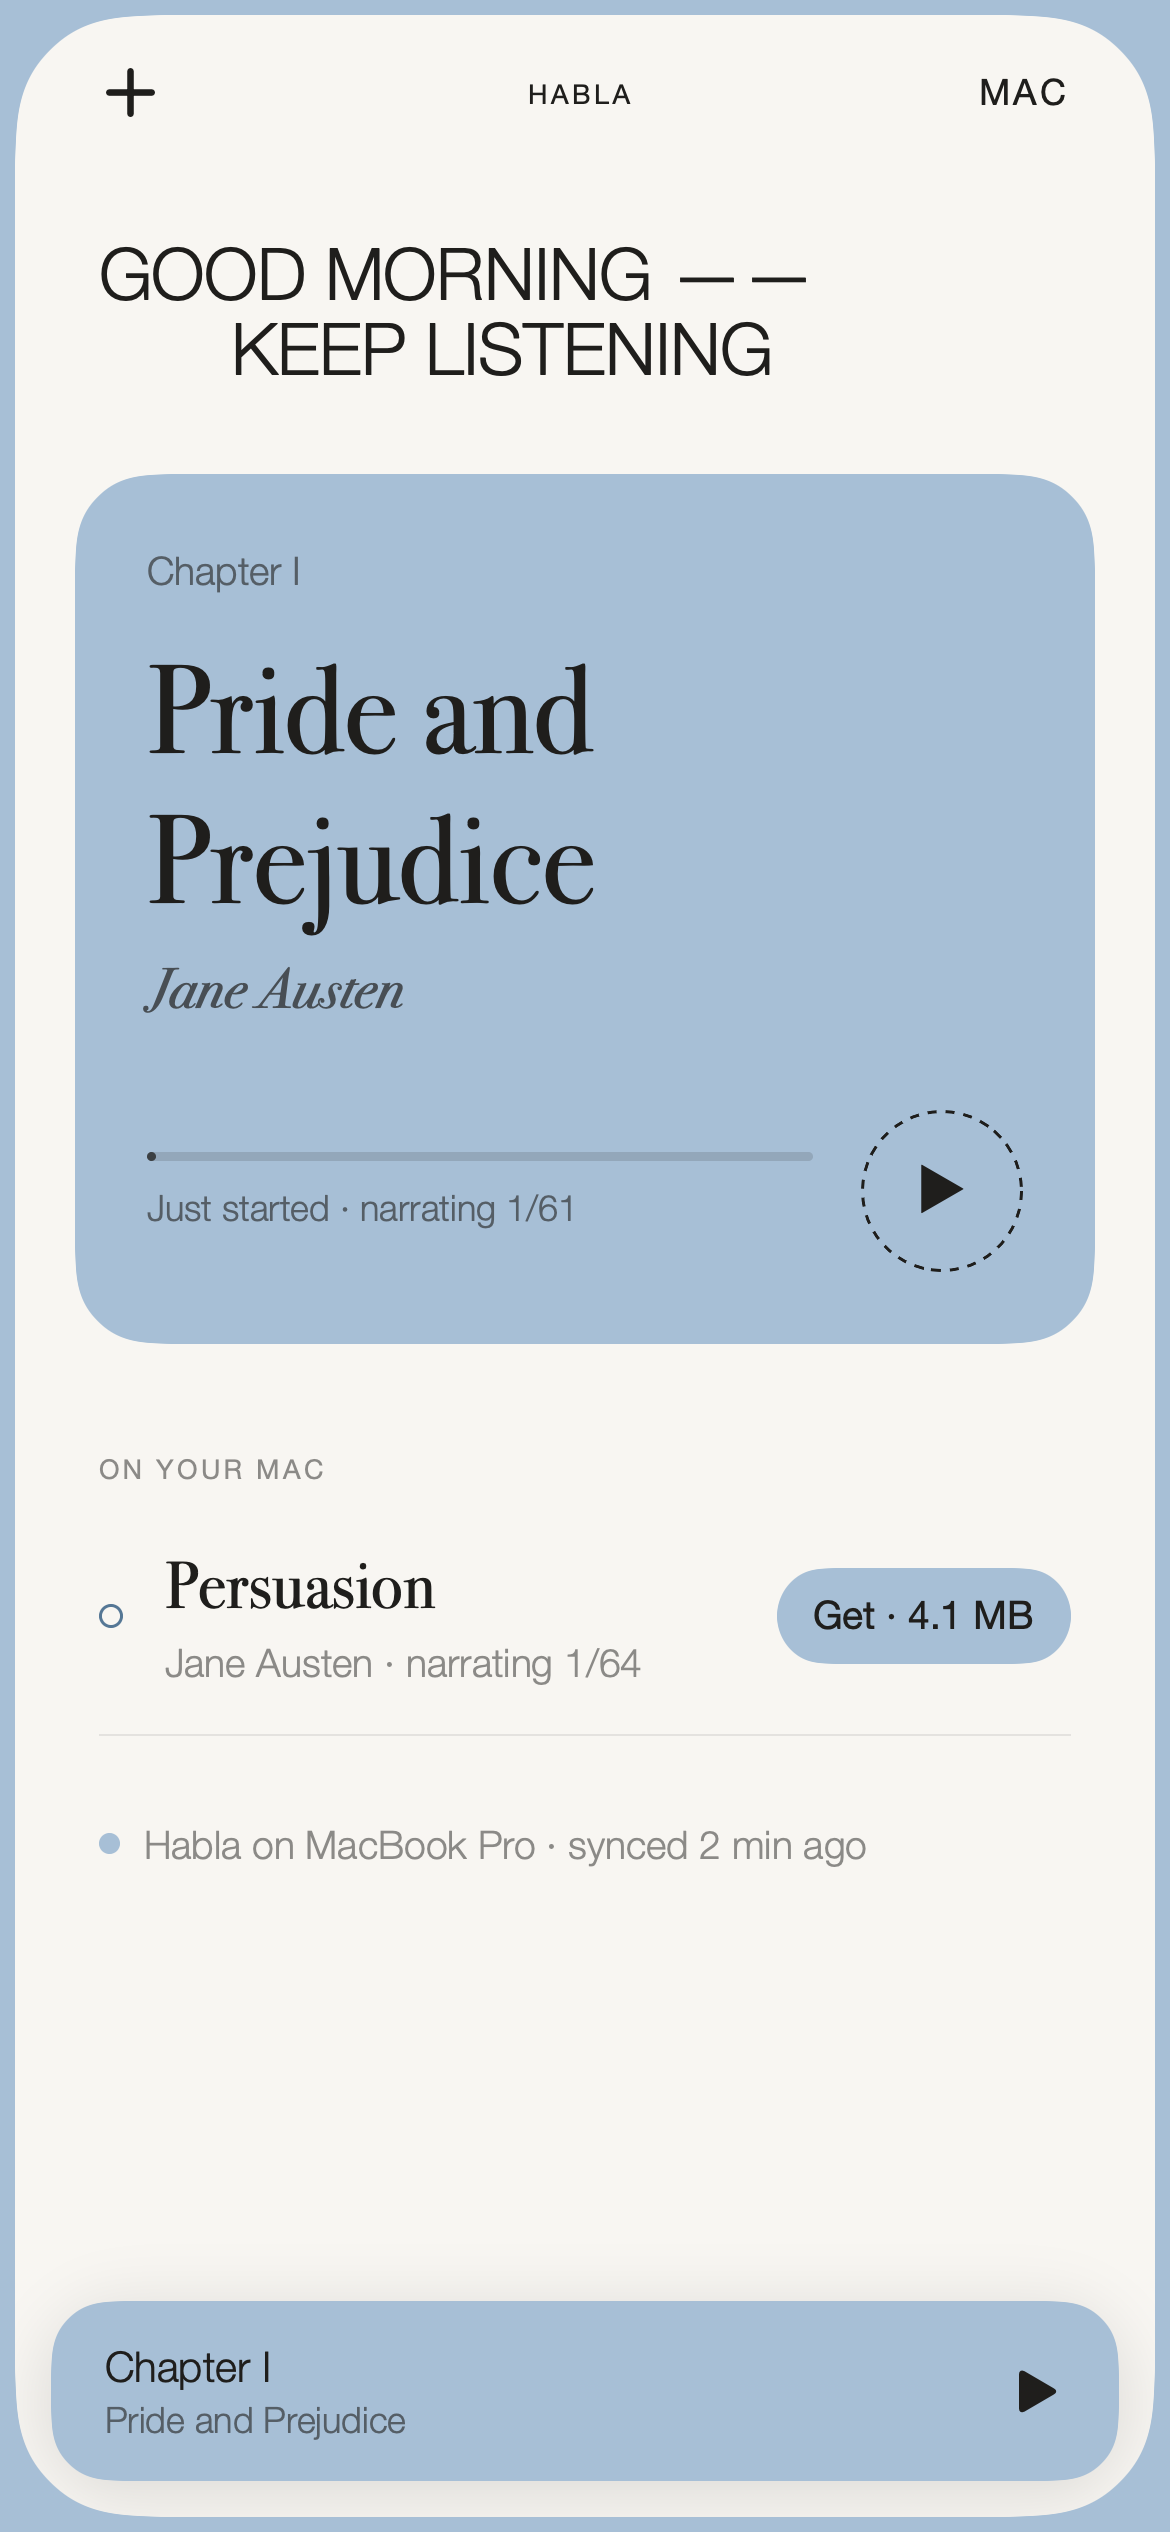 HABLA
MAC
GOOD MORNING — —
KEEP LISTENING
Chapter I
Pride and
Prejudice
Jane Austen
Just started · narrating 1/61
ON YOUR MAC
Persuasion
Jane Austen · narrating 1/64
Get · 4.1 MB
Habla on MacBook Pro · synced 2 min ago
Chapter I
Pride and Prejudice